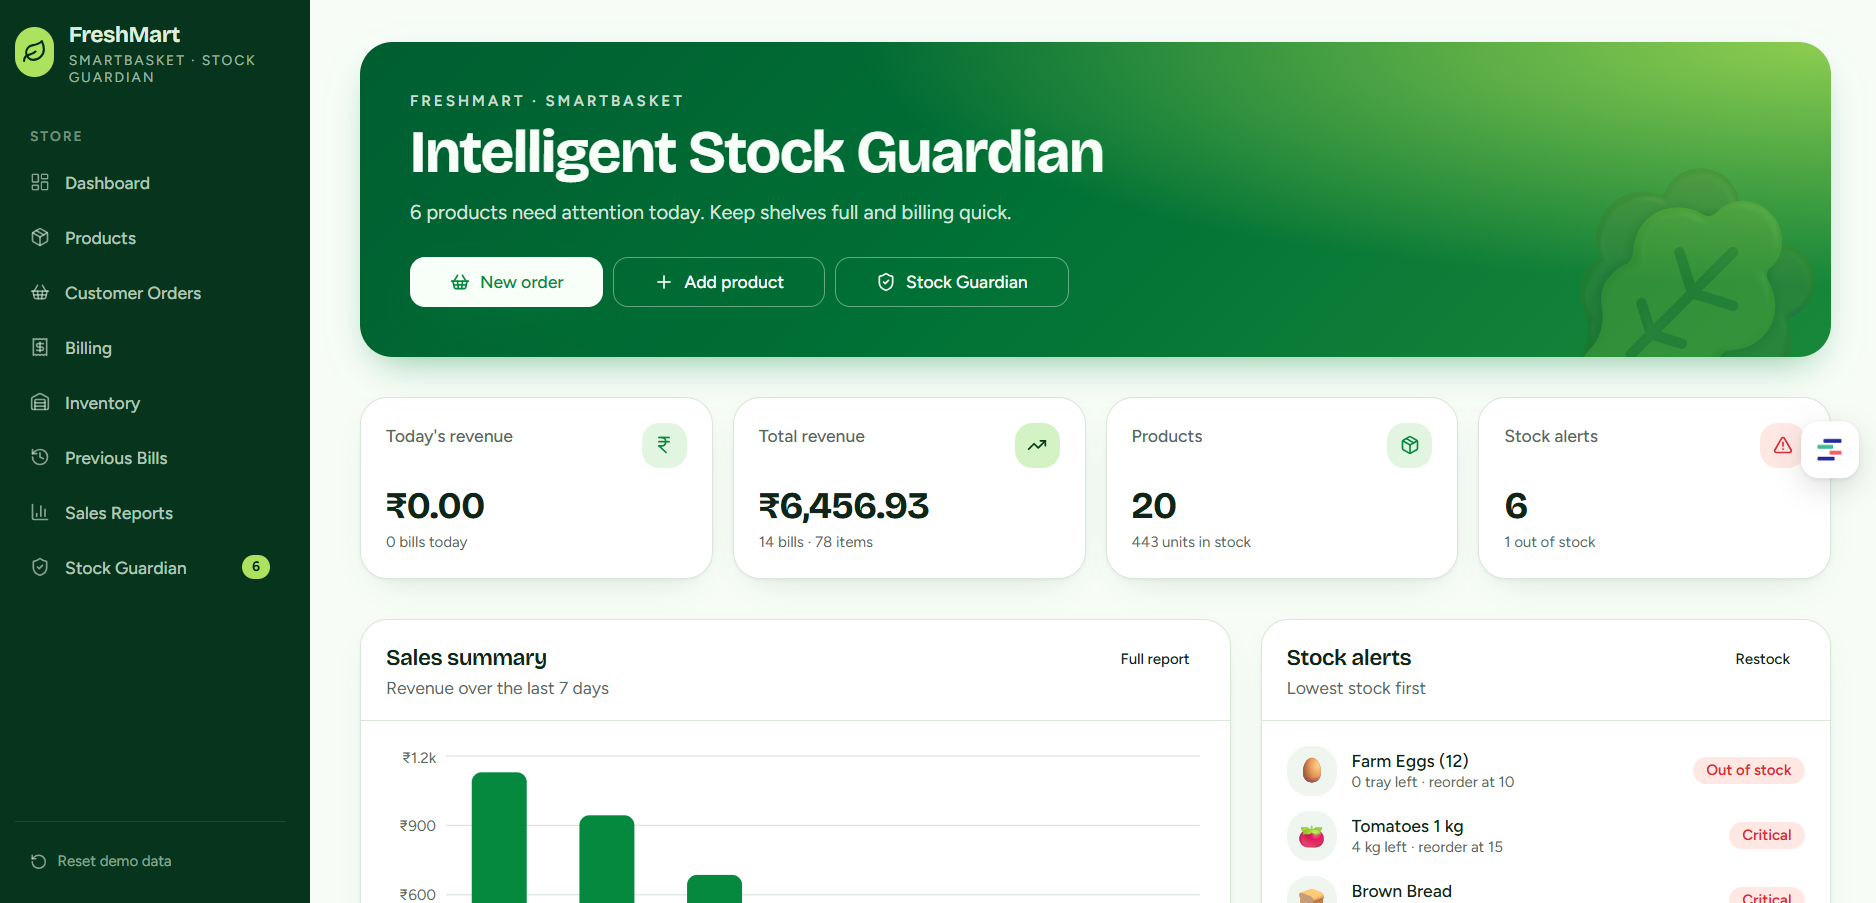 FreshMart
SMARTBASKET · STOCK
GUARDIAN
STORE
Dashboard
Products
Customer Orders
Billing
Inventory
Previous Bills
Sales Reports
Stock Guardian 6
Reset demo data
FRESHMART · SMARTBASKET
Intelligent Stock Guardian
6 products need attention today. Keep shelves full and billing quick.
New order
Add product
Stock Guardian
Today's revenue
₹0.00
0 bills today
Total revenue
₹6,456.93
14 bills · 78 items
Products
20
443 units in stock
Stock alerts
6
1 out of stock
Sales summary
Full report
Revenue over the last 7 days
₹1.2k
₹900
₹600
Stock alerts
Restock
Lowest stock first
Farm Eggs (12)
0 tray left · reorder at 10
Out of stock
Tomatoes 1 kg
4 kg left · reorder at 15
Critical
Brown Bread
Critical